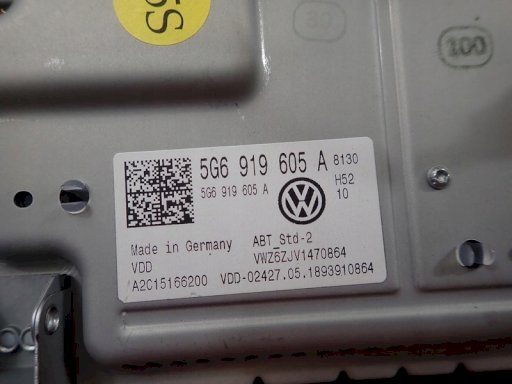 100
5G6 919 605 A 8130
5G6 919 605 A
H52
10
Made in Germany ABT_Std-2
VDD VWZ6ZJV1470864
A2C15166200 VDD-02427.05.1893910864